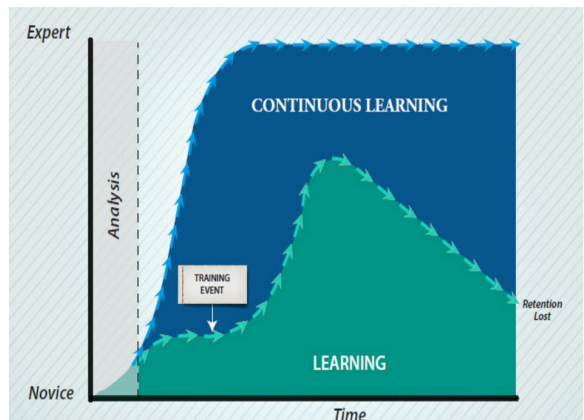 Expert
CONTINUOUS LEARNING
Analysis
TRAINING
EVENT
Retention
Lost
LEARNING
Novice
Time